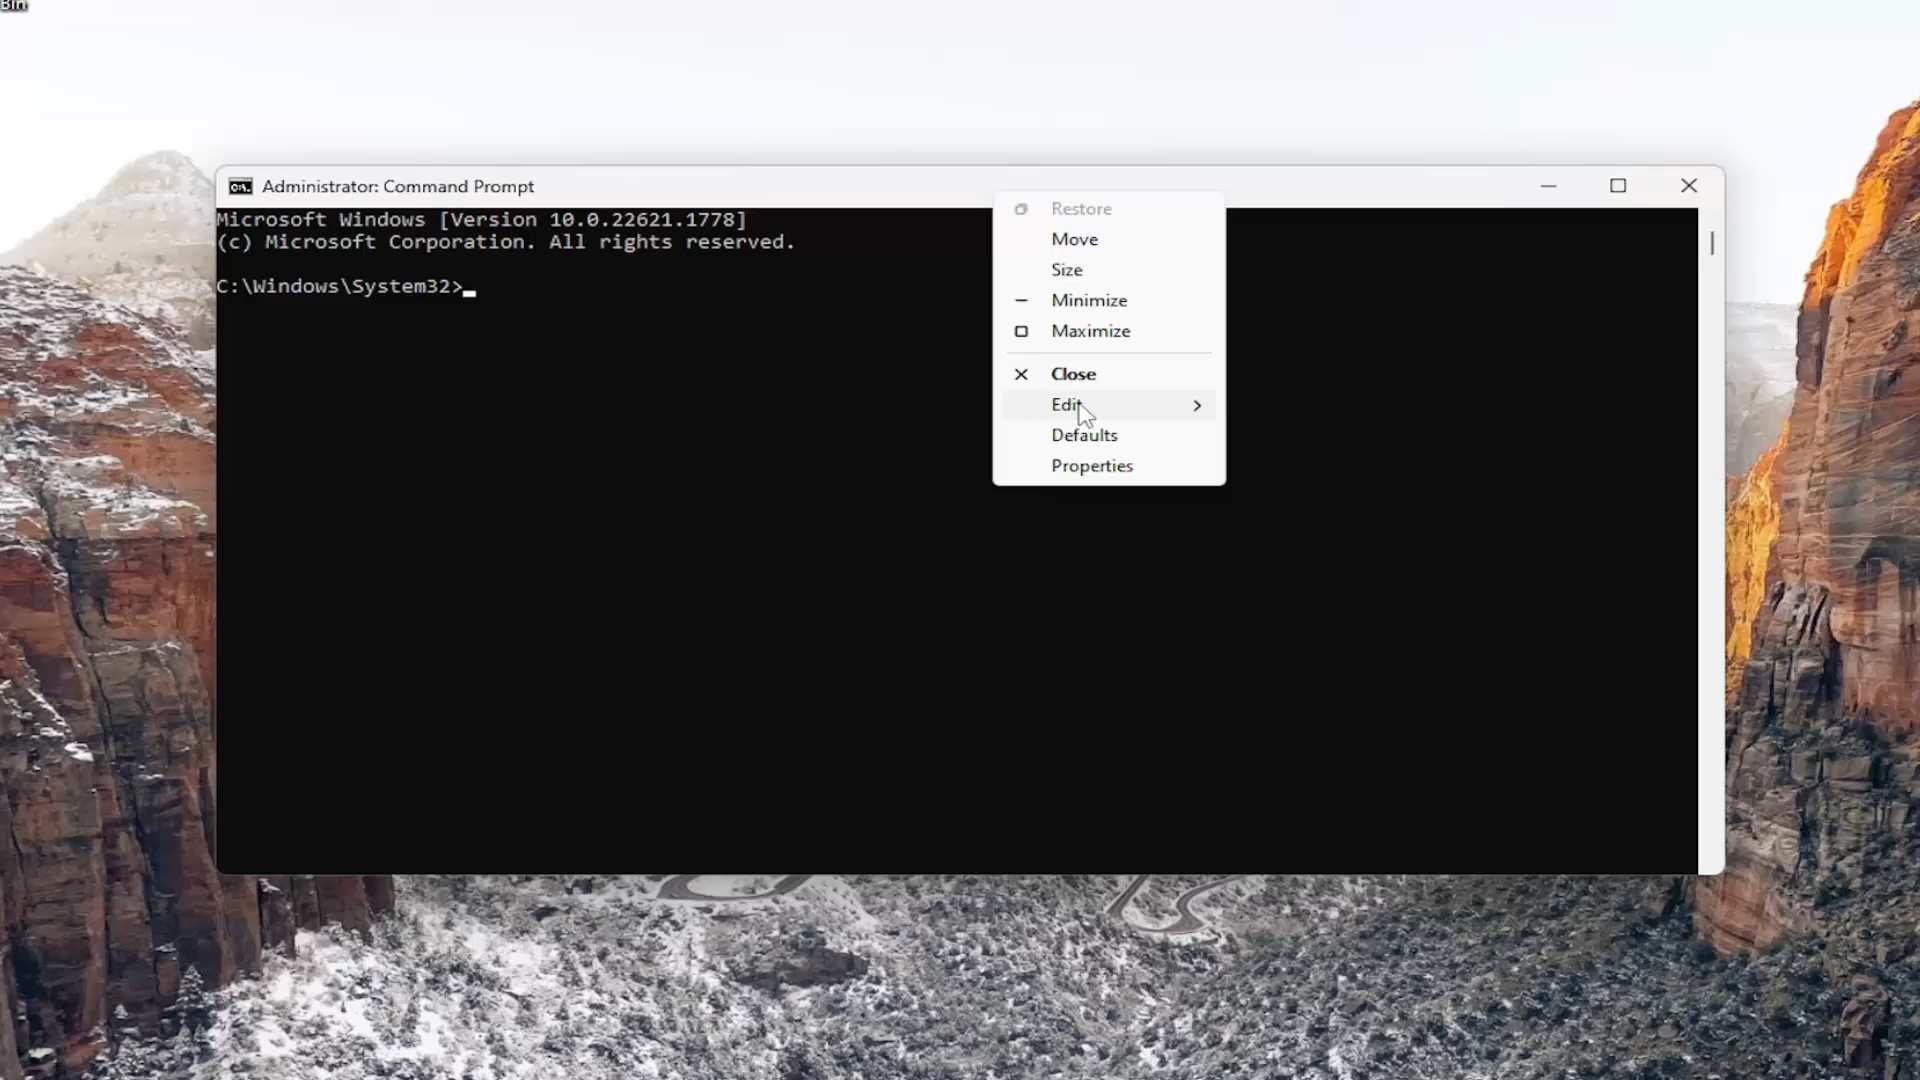 Bin
Administrator: Command Prompt
Microsoft Windows [Version 10.0.22621.1778]
(c) Microsoft Corporation. All rights reserved.
C:\Windows\System32>
Restore
Move
Size
Minimize
Maximize
Close
Edit
Defaults
Properties